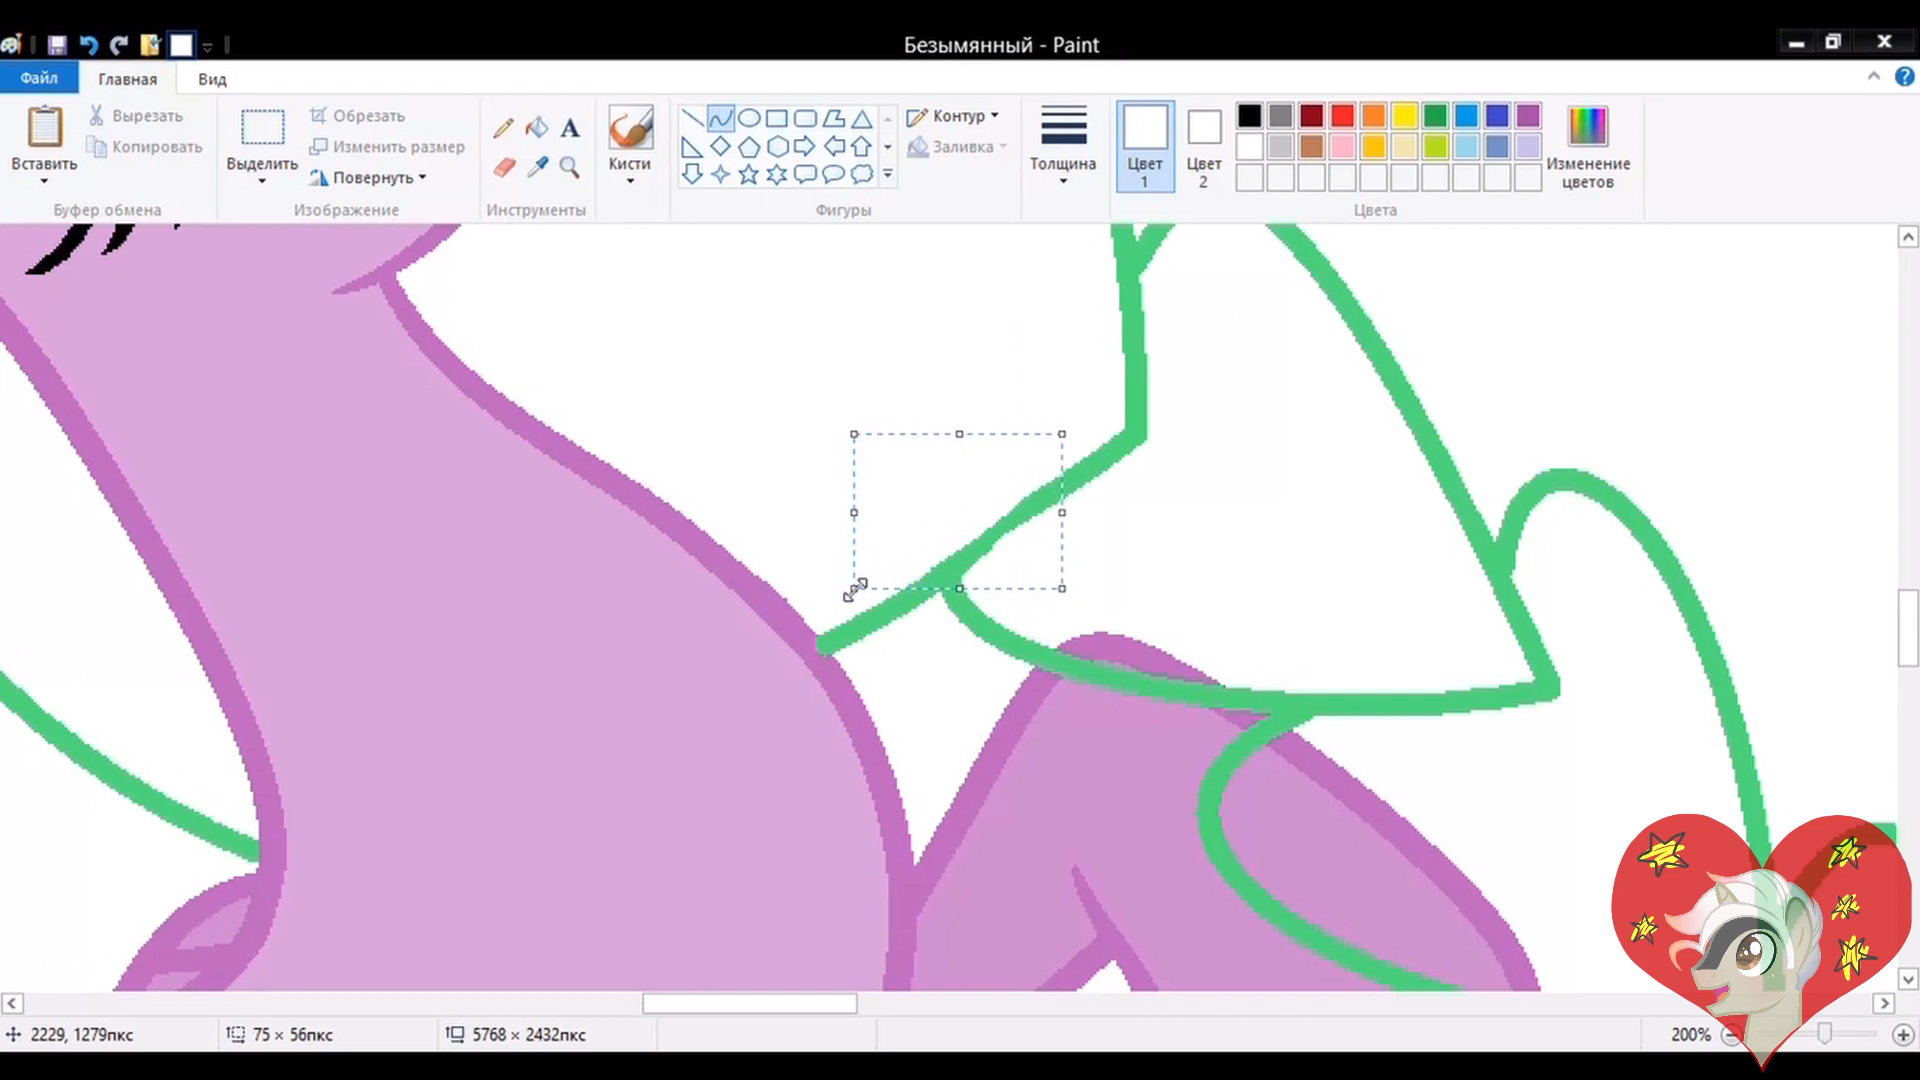 Безымянный - Paint
Файл Главная Вид
Вставить
Вырезать
Копировать
Буфер обмена
Выделить
Обрезать
Изменить размер
Повернуть
Изображение
A
Инструменты
Кисти
Контур
Заливка
Фигуры
Толщина
Цвет
1
Цвет
2
Изменение
цветов
Цвета
2229, 1279пкс 75 × 56пкс 5768 × 2432пкс 200%